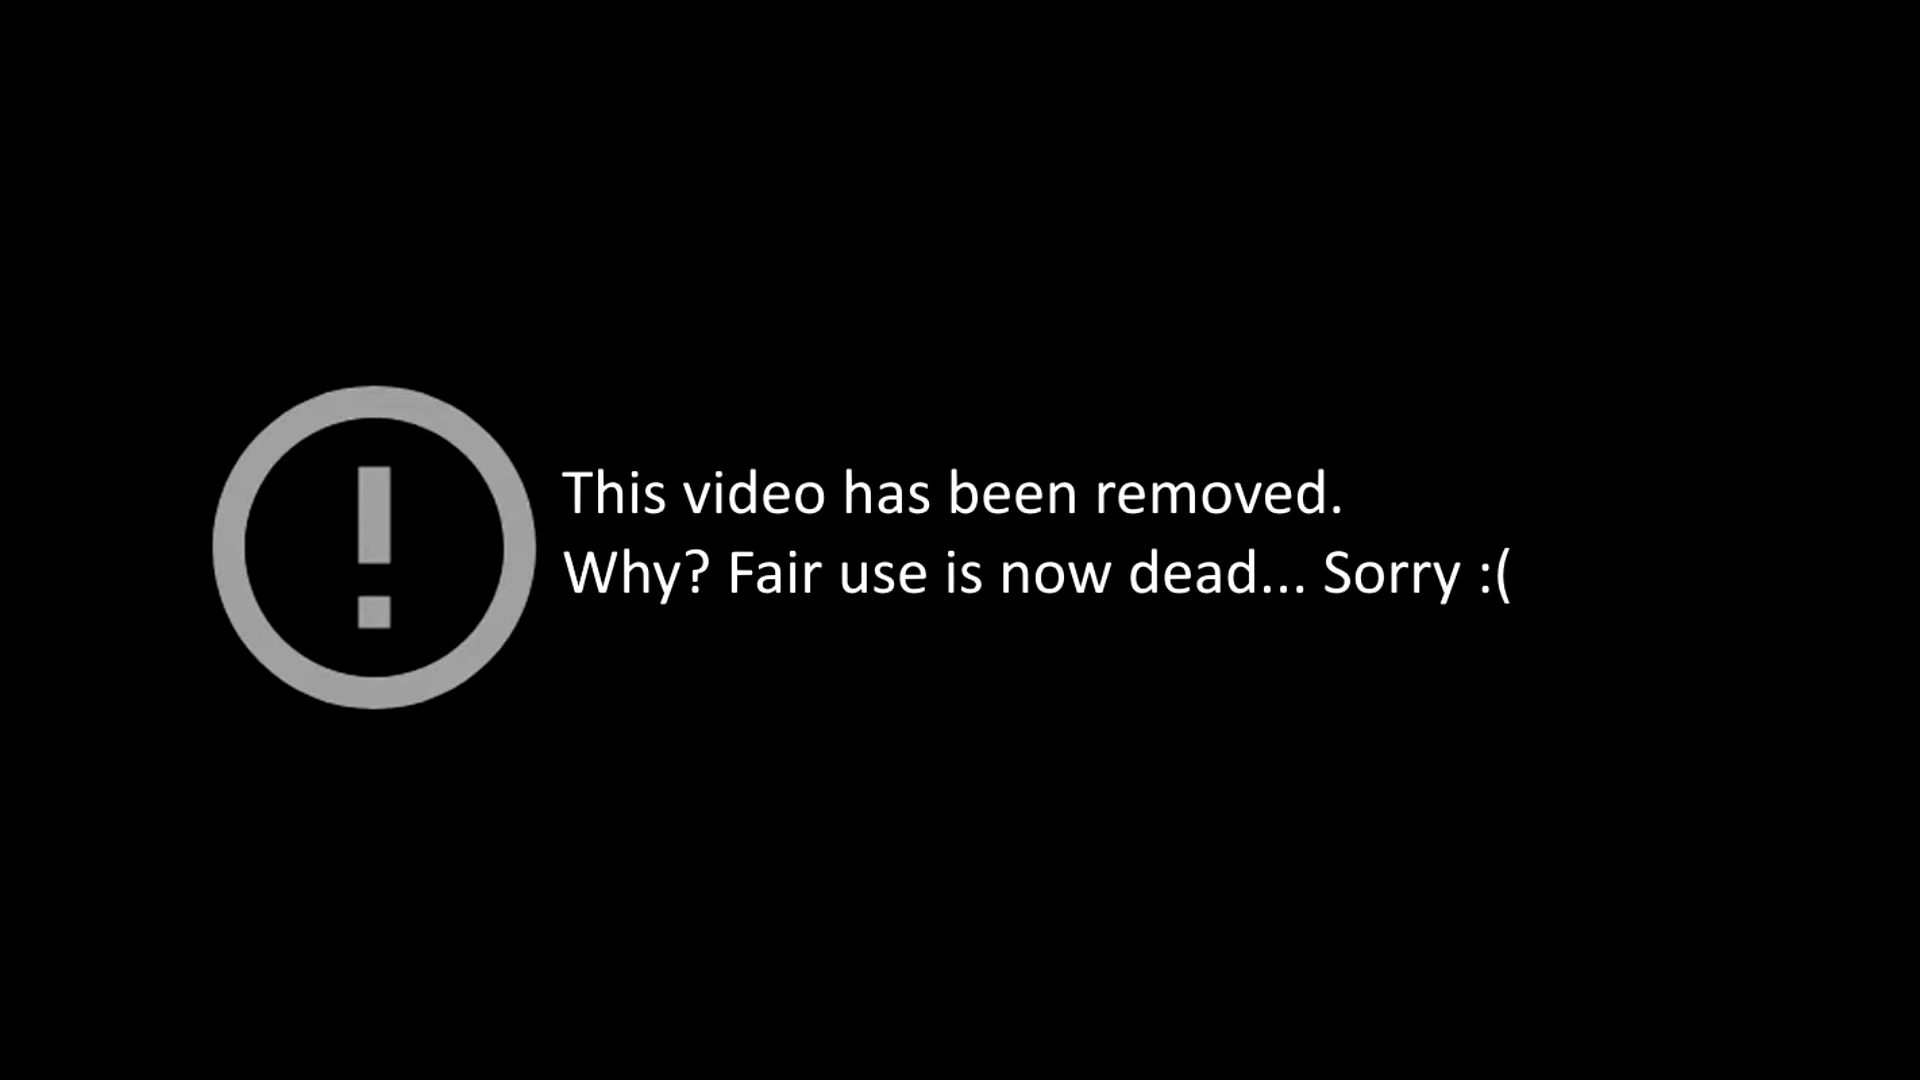 This video has been removed.
Why? Fair use is now dead... Sorry :(